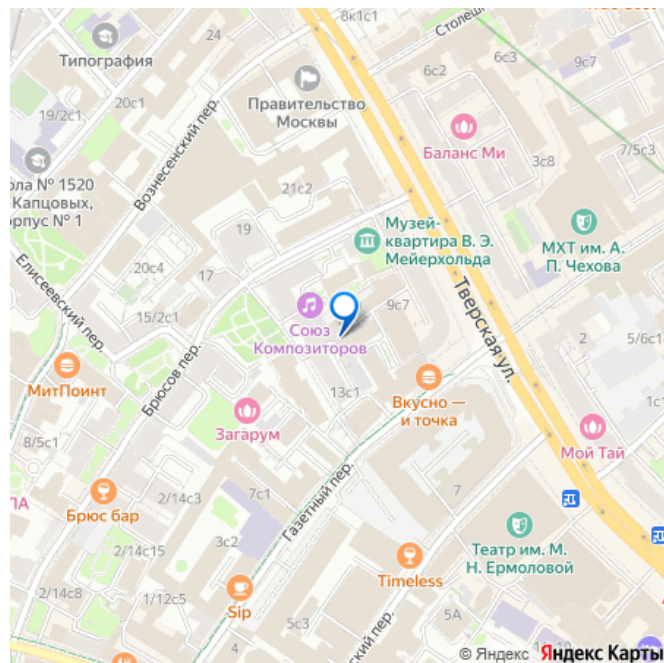 24
8к1с1
Столешн
6с2
6с3
9с7
Типография
20с1
19/2с1
Правительство
Москвы
Баланс Ми
7/5с3
3с8
Вознесенский пер.
ола № 1520
Капцовых,
орпус № 1
21с2
19
Музей-
квартира В. Э.
Мейерхольда
МХТ им. А.
П. Чехова
Елисеевский пер.
20с4
17
15/2с1
Союз
Композиторов
9с7
Тверская ул.
2
5/6с1
МитПоинт
Брюсов пер.
13с1
Вкусно —
и точка
1с1
Загарум
Мой Тай
8/5с1
ПА
Брюс бар
2/14с3
7с1
Газетный пер.
7
2/14с15
3с2
Театр им. М.
Н. Ермоловой
Timeless
2/14с8
1/12с5
Sip
5А
4
5с3
© Яндекс Яндекс Карты